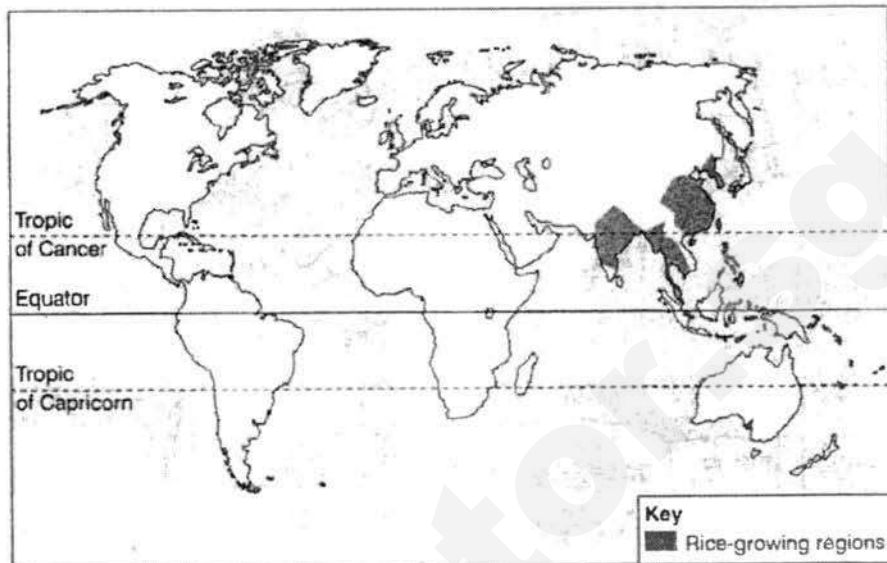 Tropic
of Cancer
Equator
Tropic
of Capricorn
Key
Rice-growing regions